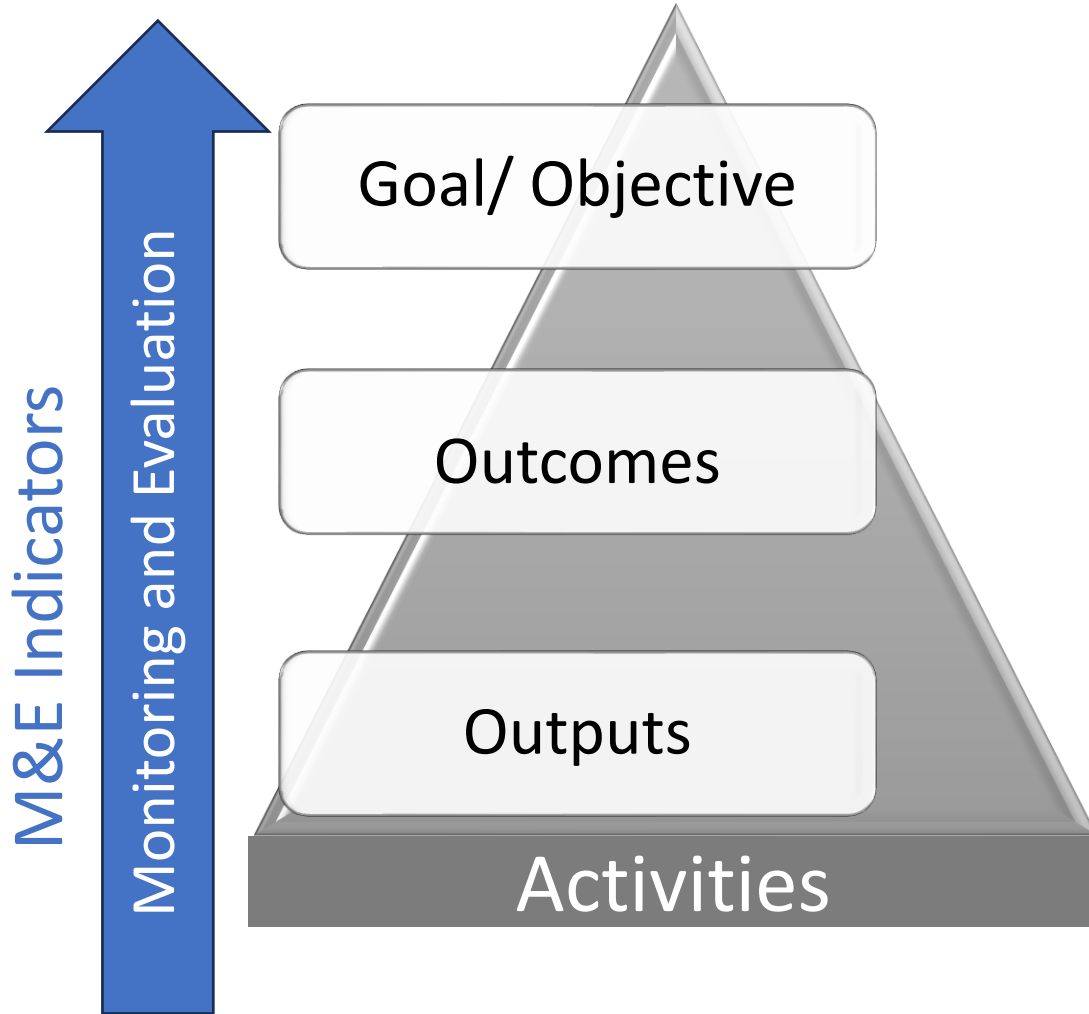 M&E Indicators
Monitoring and Evaluation
Goal/ Objective
Outcomes
Outputs
Activities